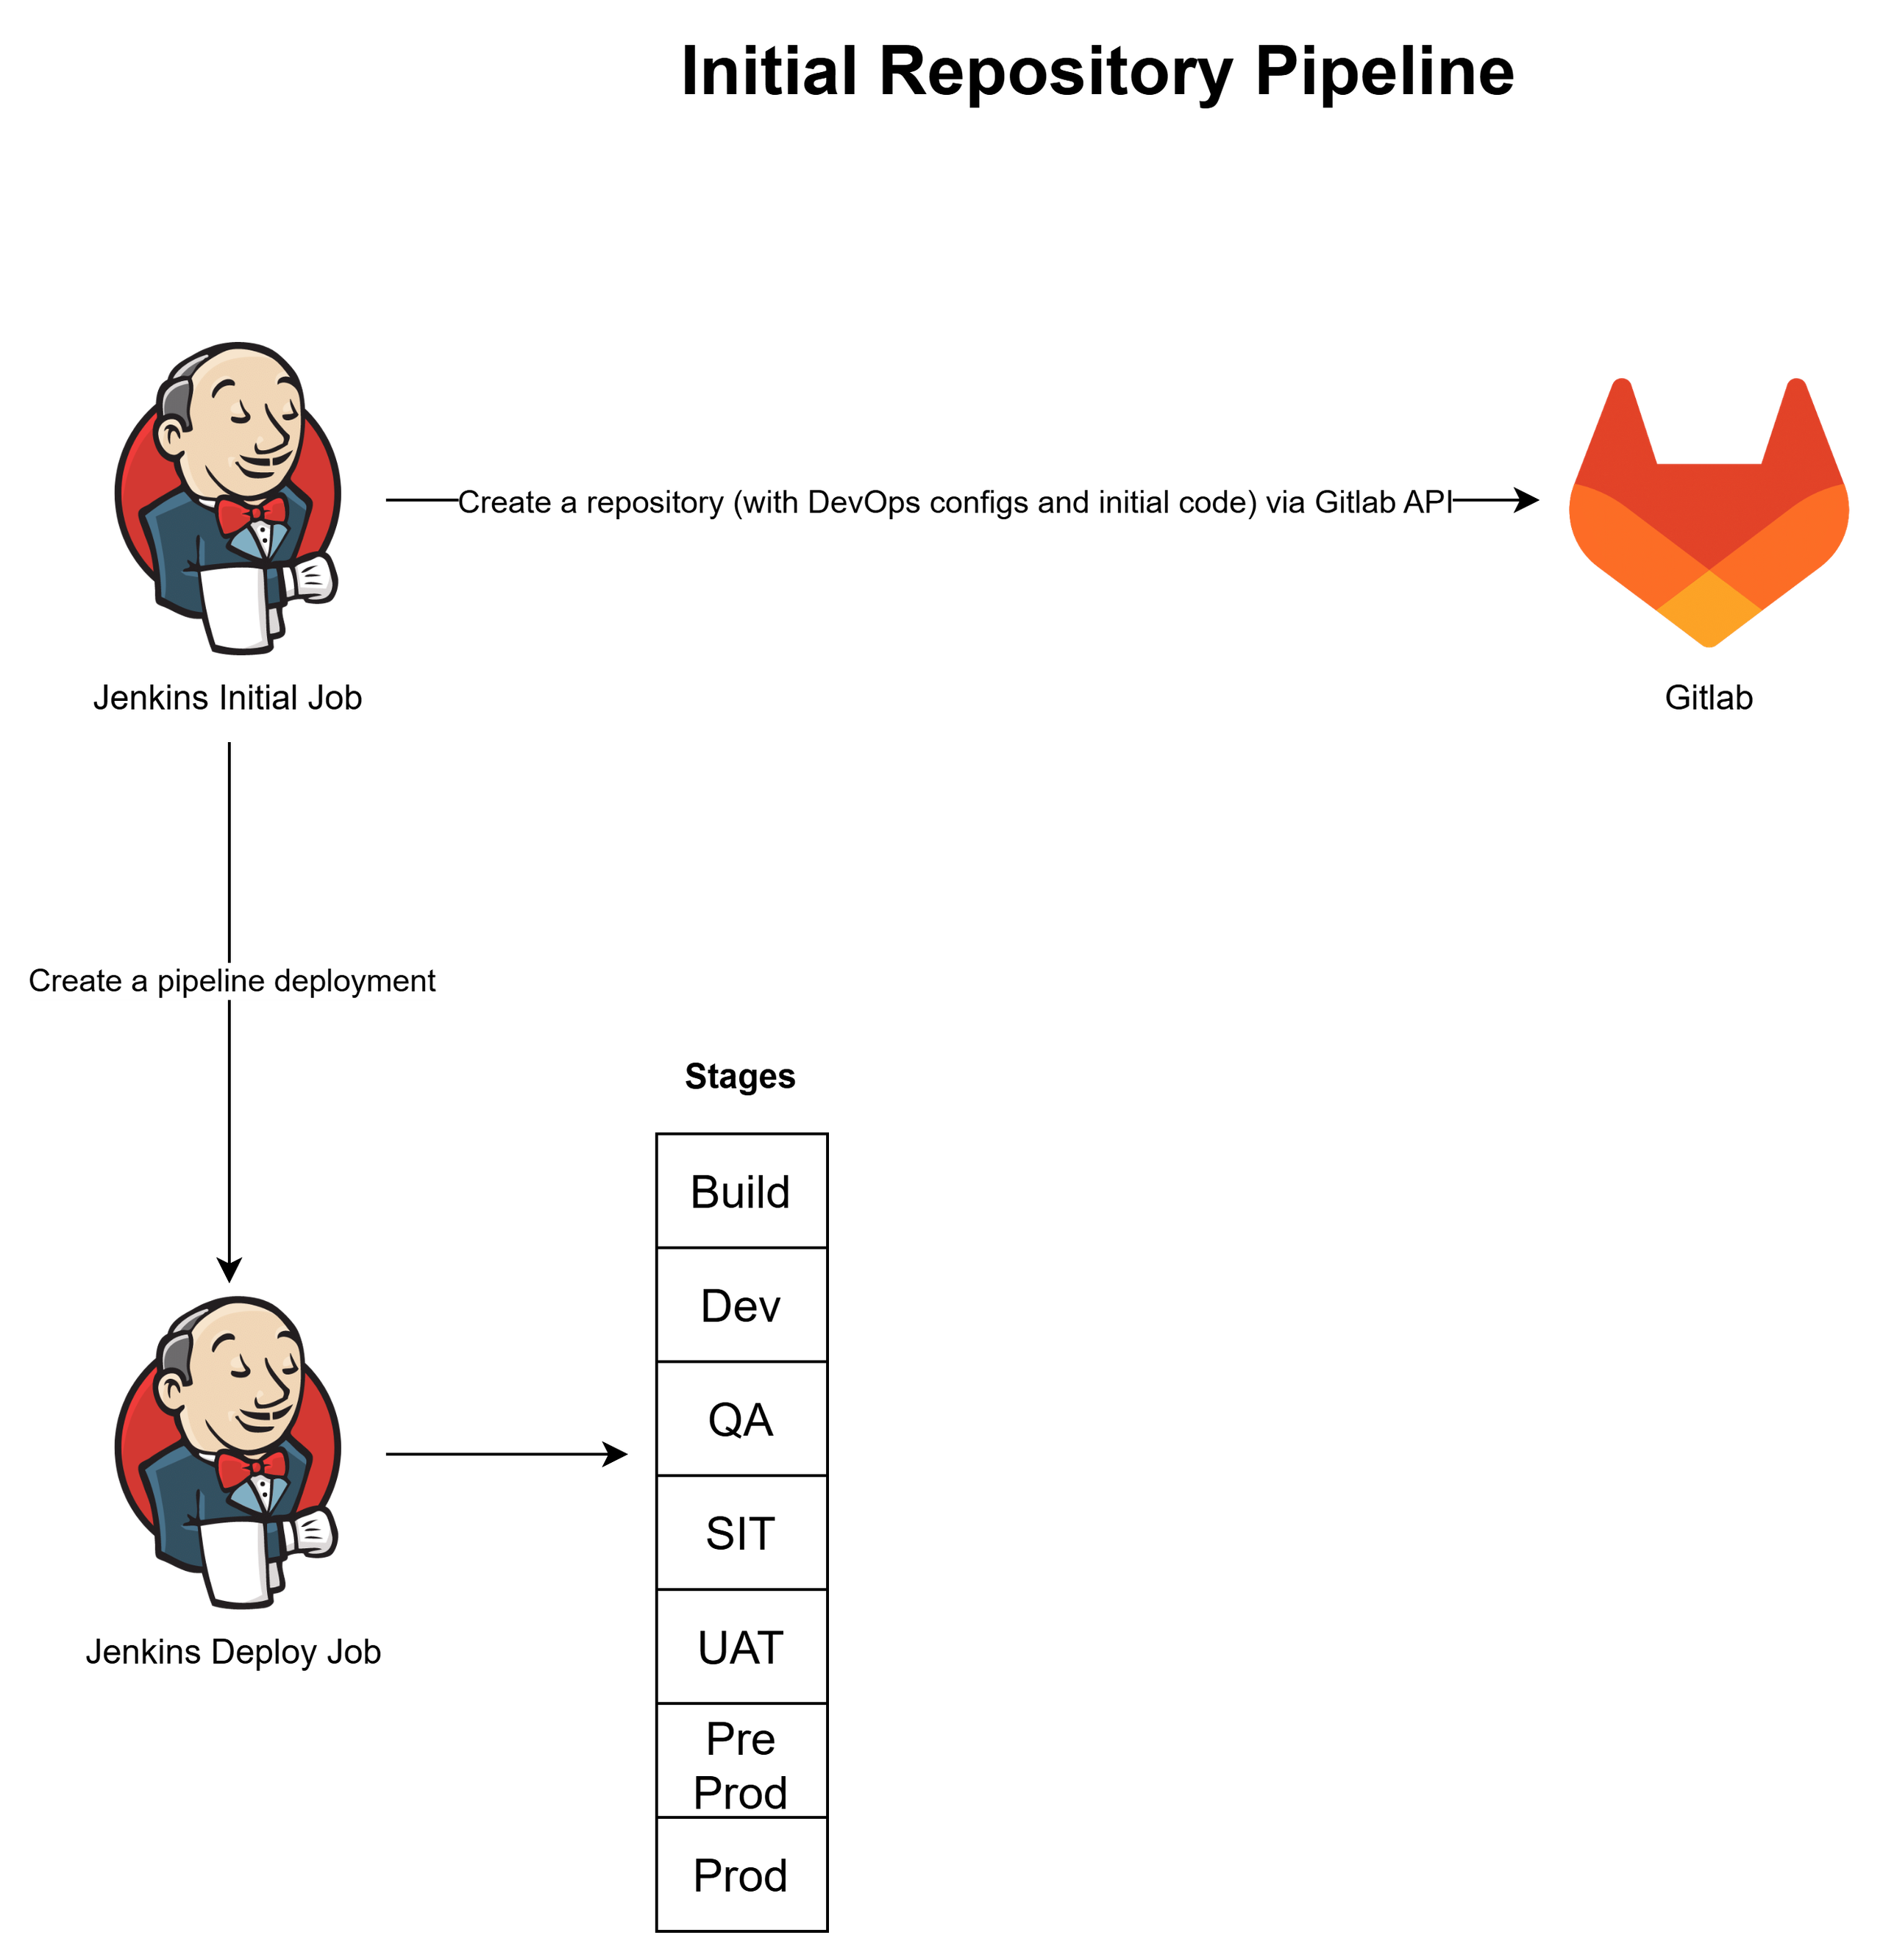 Initial Repository Pipeline
Create a repository (with DevOps configs and initial code) via Gitlab API
Jenkins Initial Job
Gitlab
Create a pipeline deployment
Stages
Build
Dev
QA
SIT
UAT
Pre
Prod
Prod
Jenkins Deploy Job